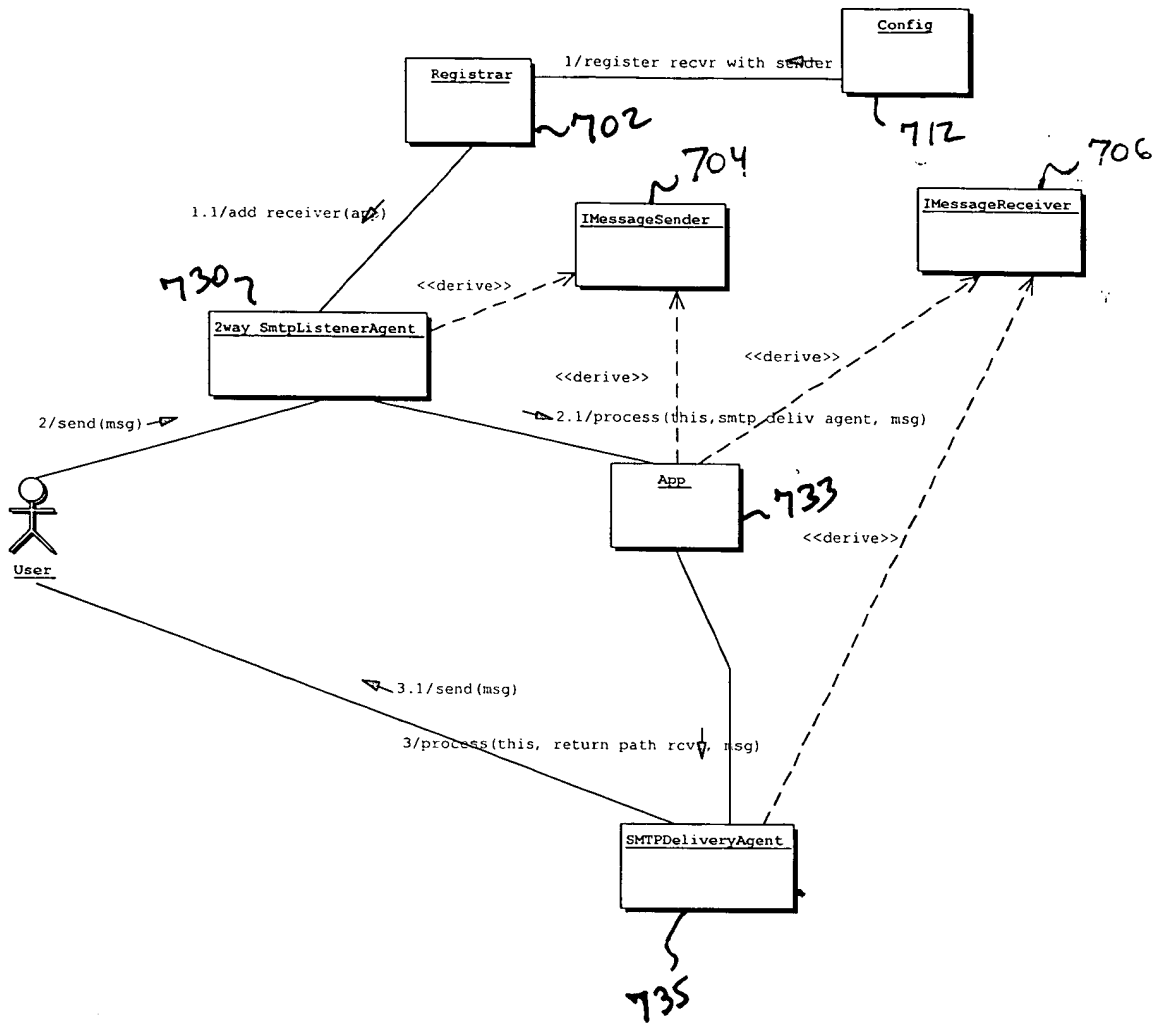 Config
1/register recvr with sender
Registrar
702
712
704
706
1.1/add receiver(app)
IMessageSender
IMessageReceiver
730
<<derive>>
2way SmtpListenerAgent
<<derive>>
<<derive>>
2/send(msg)
2.1/process(this,smtp deliv agent, msg)
App
733
<<derive>>
User
3.1/send(msg)
3/process(this, return path rcvr, msg)
SMTPDeliveryAgent
735